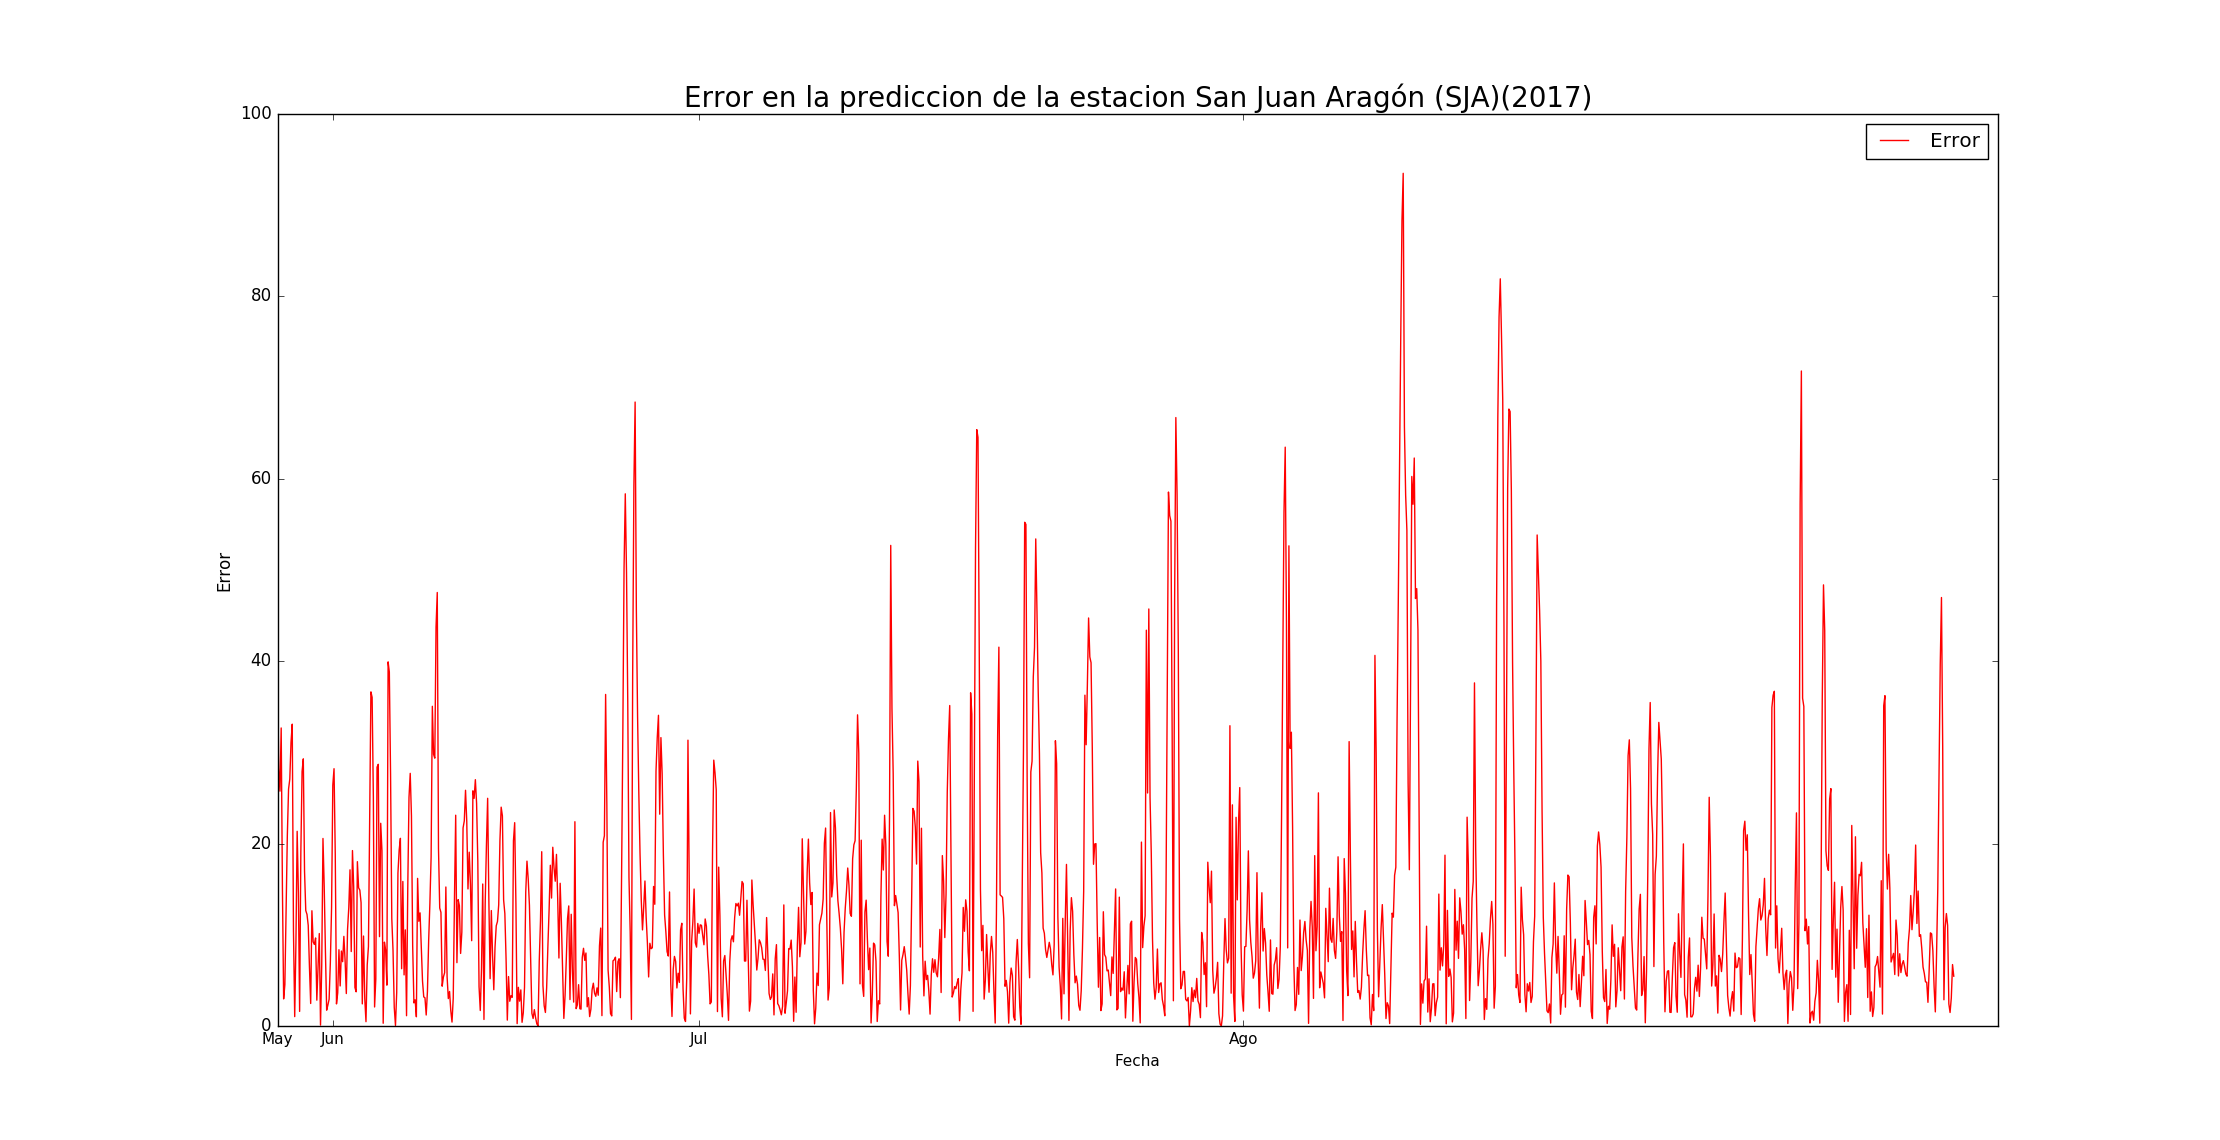 Error en la prediccion de la estacion San Juan Aragón (SJA)(2017)
100
Error
80
60
Error
40
20
0
May Jun Jul Ago
Fecha